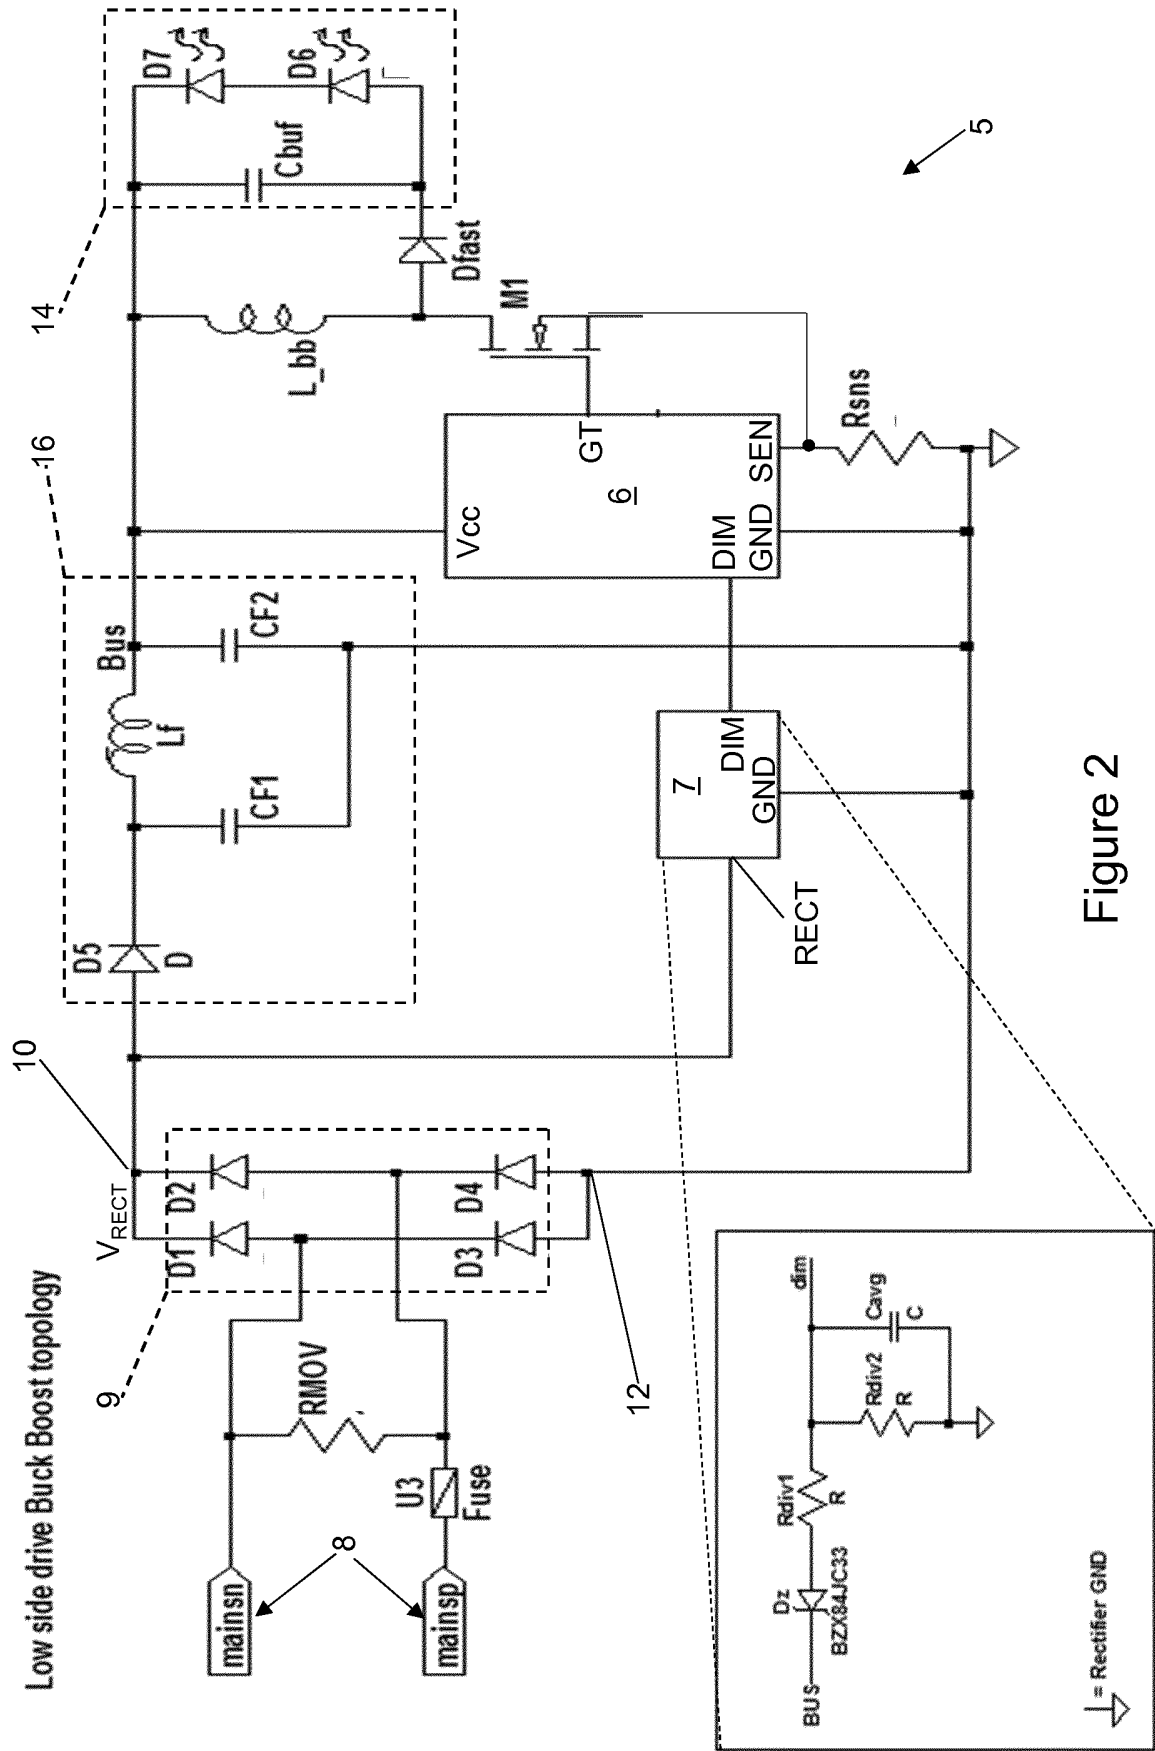 Low side drive Buck Boost topology
10
16
14
V_RECT
D5
D
Bus
Lf
CF1
CF2
L_bb
D7
D6
Cbuf
Dfast
M1
9
D1
D2
D3
D4
12
mainsn
mainsp
8
RMOV
U3
Fuse
7
DIM
GND
RECT
Vcc
GT
6
DIM
GND
SEN
Rsns
5
BUS
Dz
BZX84JC33
Rdiv1
R
Rdiv2
R
Cavg
C
dim
= Rectifier GND
Figure 2